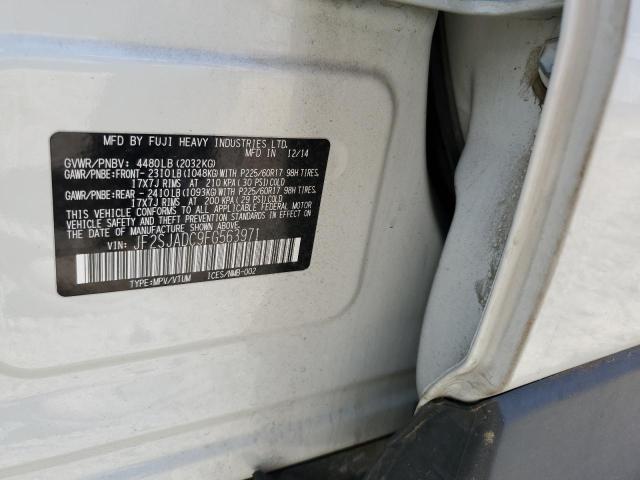 MFD BY FUJI HEAVY INDUSTRIES LTD.
MFD IN 12/14
GVWR/PNBV: 4480LB (2032KG)
GAWR/PNBE:FRONT- 2310LB (1048KG) WITH P225/60R17 98H TIRES,
17X7J RIMS AT 210 KPA (30 PSI) COLD
GAWR/PNBE:REAR - 2410LB (1093KG) WITH P225/60R17 98H TIRES,
17X7J RIMS AT 200 KPA (29 PSI) COLD
THIS VEHICLE CONFORMS TO ALL APPLICABLE FEDERAL MOTOR
VEHICLE SAFETY STANDARDS IN EFFECT ON THE DATE OF
MANUFACTURE SHOWN ABOVE.
VIN: JF2SJADC9FG563971
TYPE:MPV/VTUM ICES/NMB-002